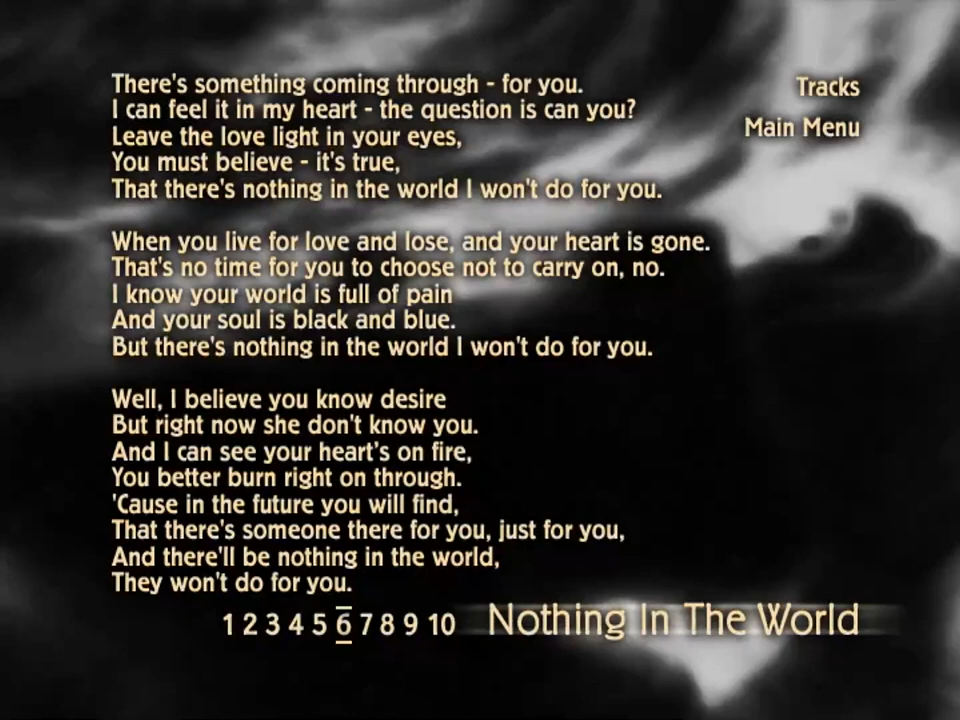 There's something coming through - for you.
I can feel it in my heart - the question is can you?
Leave the love light in your eyes,
You must believe - it's true,
That there's nothing in the world I won't do for you.
When you live for love and lose, and your heart is gone.
That's no time for you to choose not to carry on, no.
I know your world is full of pain
And your soul is black and blue.
But there's nothing in the world I won't do for you.
Well, I believe you know desire
But right now she don't know you.
And I can see your heart's on fire,
You better burn right on through.
'Cause in the future you will find,
That there's someone there for you, just for you,
And there'll be nothing in the world,
They won't do for you.
Tracks
Main Menu
1 2 3 4 5 6 7 8 9 10
Nothing In The World